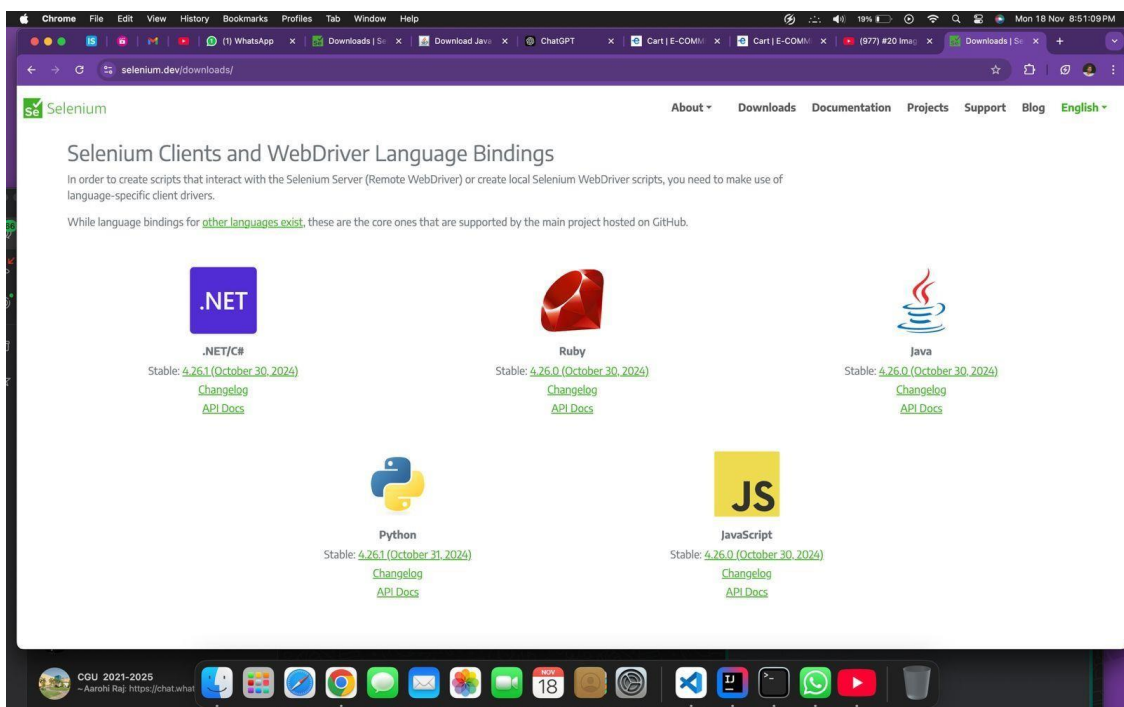 Chrome File Edit View History Bookmarks Profiles Tab Window Help 19% Mon 18 Nov 8:51:09 PM
(1) WhatsApp Downloads | Se Download Java ChatGPT Cart | E-COMM Cart | E-COMM (977) #20 Imag Downloads | Se
selenium.dev/downloads/
Se Selenium About Downloads Documentation Projects Support Blog English
Selenium Clients and WebDriver Language Bindings
In order to create scripts that interact with the Selenium Server (Remote WebDriver) or create local Selenium WebDriver scripts, you need to make use of
language-specific client drivers.
While language bindings for other languages exist, these are the core ones that are supported by the main project hosted on GitHub.
.NET
.NET/C# Ruby Java
Stable: 4.26.1 (October 30, 2024) Stable: 4.26.0 (October 30, 2024) Stable: 4.26.0 (October 30, 2024)
Changelog Changelog Changelog
API Docs API Docs API Docs
JS
Python JavaScript
Stable: 4.26.1 (October 31, 2024) Stable: 4.26.0 (October 30, 2024)
Changelog Changelog
API Docs API Docs
CGU 2021-2025
~ Aarohi Raj: https://chat.what
NOV
18
IJ